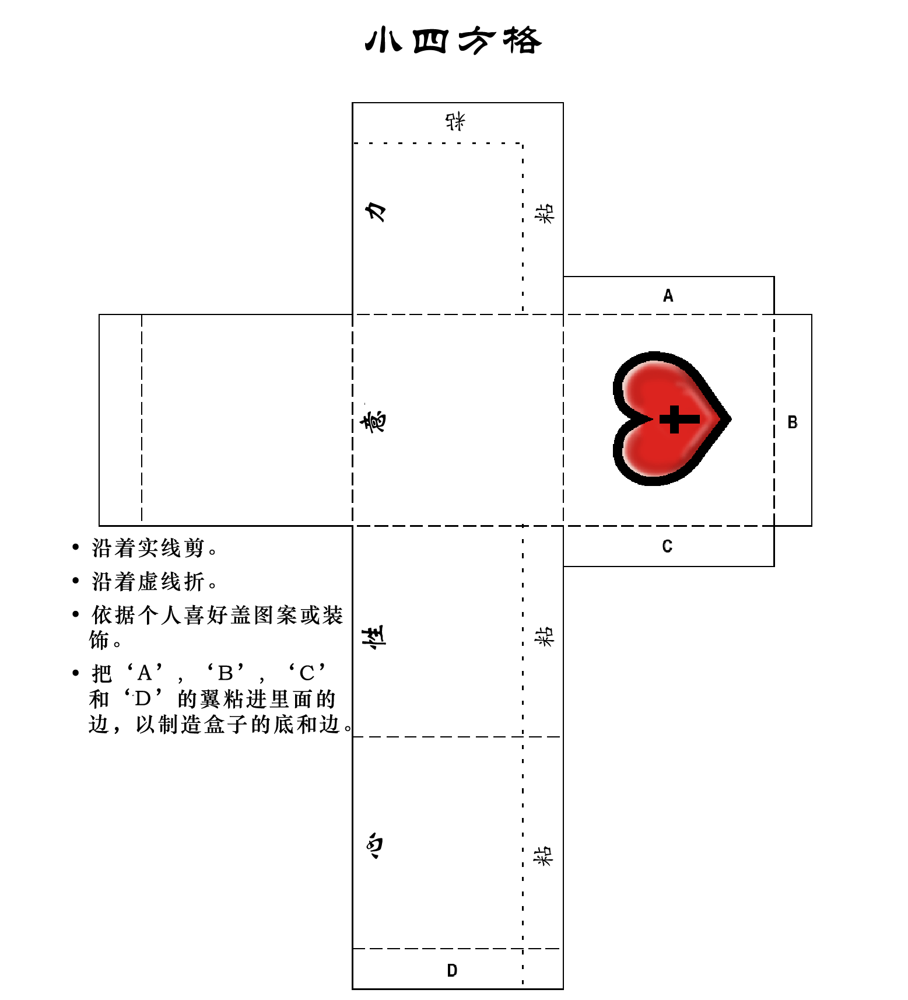 小四方格
粘
力
粘
A
意
B
C
• 沿着实线剪。
• 沿着虚线折。
• 依据个人喜好盖图案或装
饰。
• 把‘A’，‘B’，‘C’
和‘D’的翼粘进里面的
边，以制造盒子的底和边。
性
粘
心
粘
D